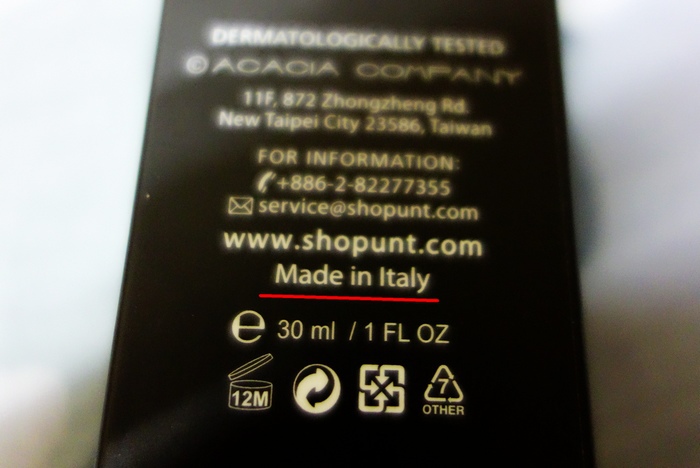 DERMATOLOGICALLY TESTED
© ACACIA COMPANY
11F, 872 Zhongzheng Rd.
New Taipei City 23586, Taiwan
FOR INFORMATION:
+886-2-82277355
service@shopunt.com
www.shopunt.com
Made in Italy
℮ 30 ml / 1 FL OZ
12M
7
OTHER